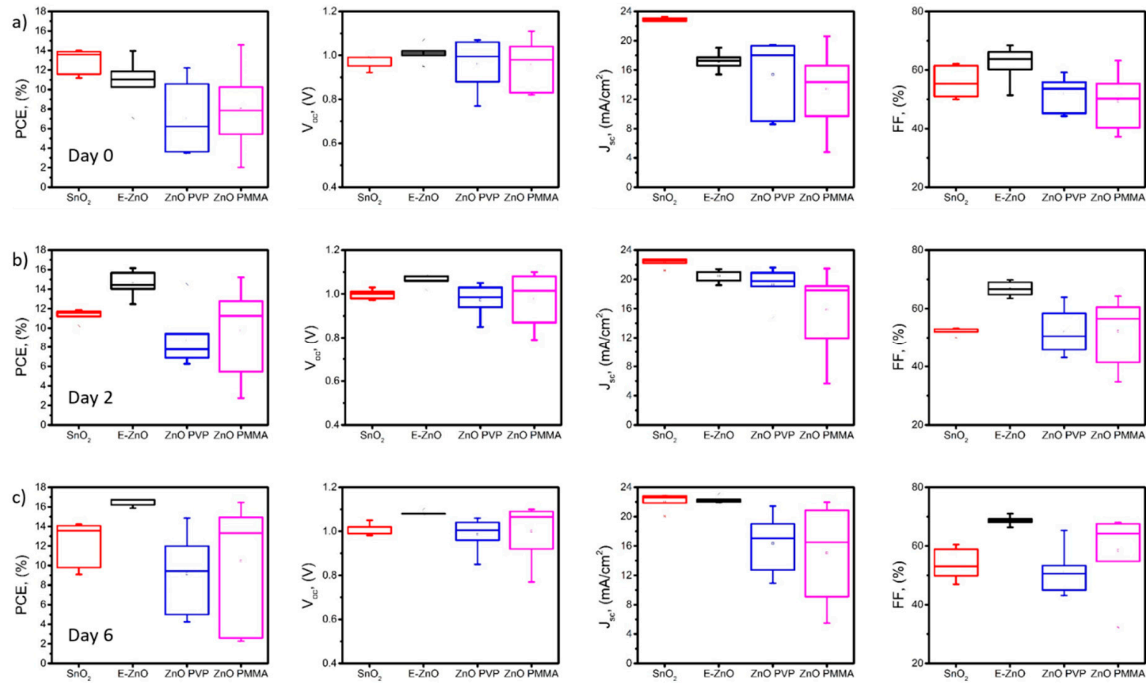 a)
PCE, (%)
18
16
14
12
10
8
6
4
2
0
Day 0
SnO2 E-ZnO ZnO PVP ZnO PMMA
Voc, (V)
1.2
1.0
0.8
0.6
0.4
SnO2 E-ZnO ZnO PVP ZnO PMMA
Jsc, (mA/cm2)
24
20
16
12
8
4
0
SnO2 E-ZnO ZnO PVP ZnO PMMA
FF, (%)
80
60
40
20
SnO2 E-ZnO ZnO PVP ZnO PMMA
b)
PCE, (%)
18
16
14
12
10
8
6
4
2
0
Day 2
SnO2 E-ZnO ZnO PVP ZnO PMMA
Voc, (V)
1.2
1.0
0.8
0.6
0.4
SnO2 E-ZnO ZnO PVP ZnO PMMA
Jsc, (mA/cm2)
24
20
16
12
8
4
0
SnO2 E-ZnO ZnO PVP ZnO PMMA
FF, (%)
80
60
40
20
SnO2 E-ZnO ZnO PVP ZnO PMMA
c)
PCE, (%)
18
16
14
12
10
8
6
4
2
0
Day 6
SnO2 E-ZnO ZnO PVP ZnO PMMA
Voc, (V)
1.2
1.0
0.8
0.6
0.4
SnO2 E-ZnO ZnO PVP ZnO PMMA
Jsc, (mA/cm2)
24
20
16
12
8
4
0
SnO2 E-ZnO ZnO PVP ZnO PMMA
FF, (%)
80
60
40
20
SnO2 E-ZnO ZnO PVP ZnO PMMA